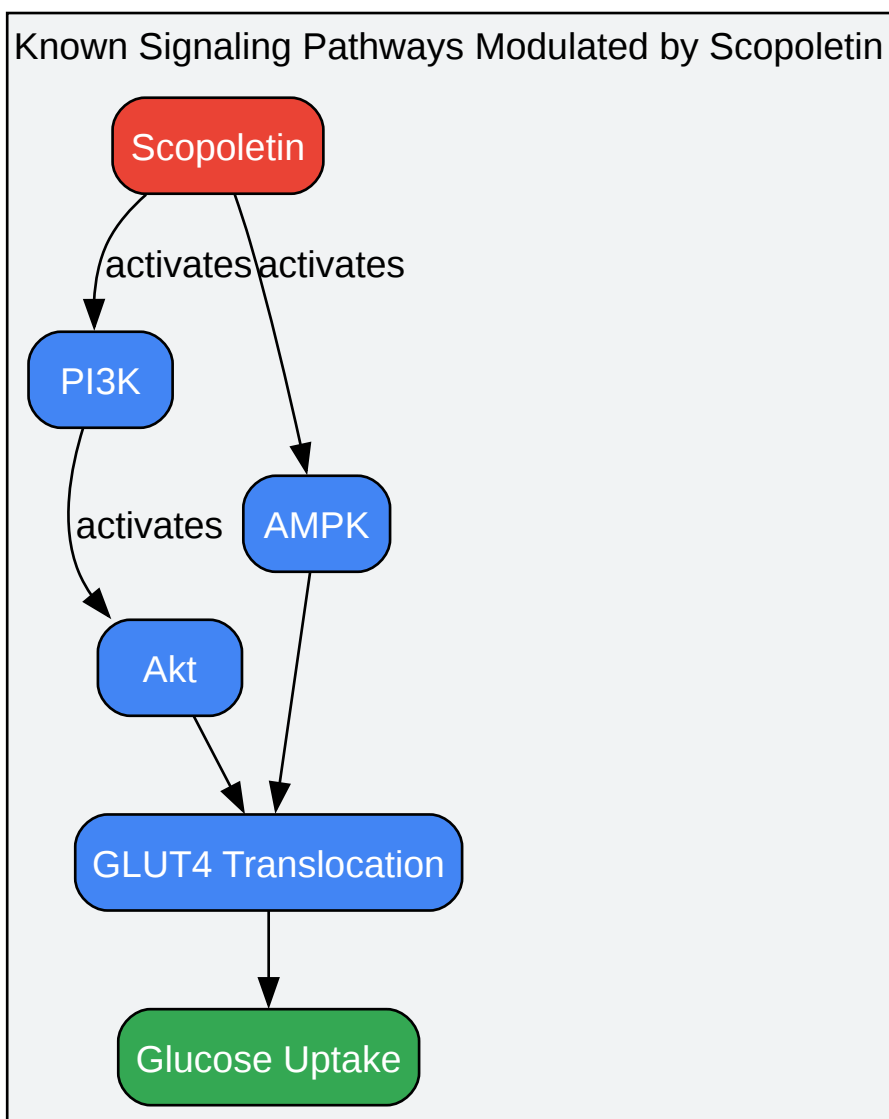 Known Signaling Pathways Modulated by Scopoletin
Scopoletin
activates
activates
PI3K
activates
AMPK
Akt
GLUT4 Translocation
Glucose Uptake